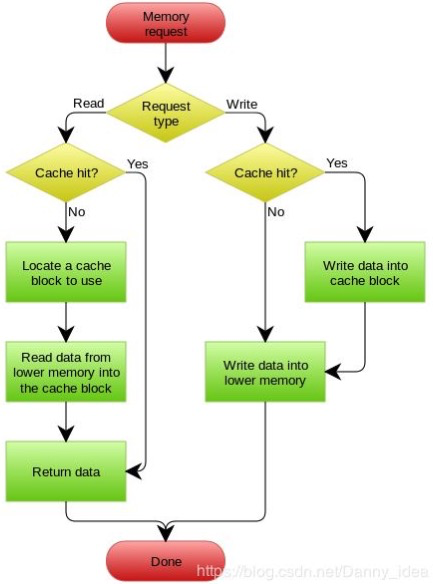 Memory
request
Request
type
Read
Write
Cache hit?
Yes
No
Cache hit?
Yes
No
Locate a cache
block to use
Write data into
cache block
Read data from
lower memory into
the cache block
Write data into
lower memory
Return data
Done
https://blog.csdn.net/Danny_idea